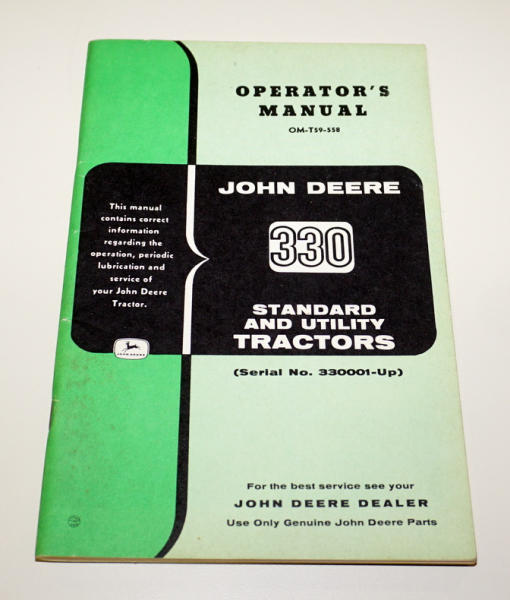 OPERATOR'S
MANUAL
OM-T59-558
JOHN DEERE
330
STANDARD
AND UTILITY
TRACTORS
(Serial No. 330001-Up)
This manual
contains correct
information
regarding the
operation, periodic
lubrication and
service of
your John Deere
Tractor.
JOHN DEERE
For the best service see your
JOHN DEERE DEALER
Use Only Genuine John Deere Parts